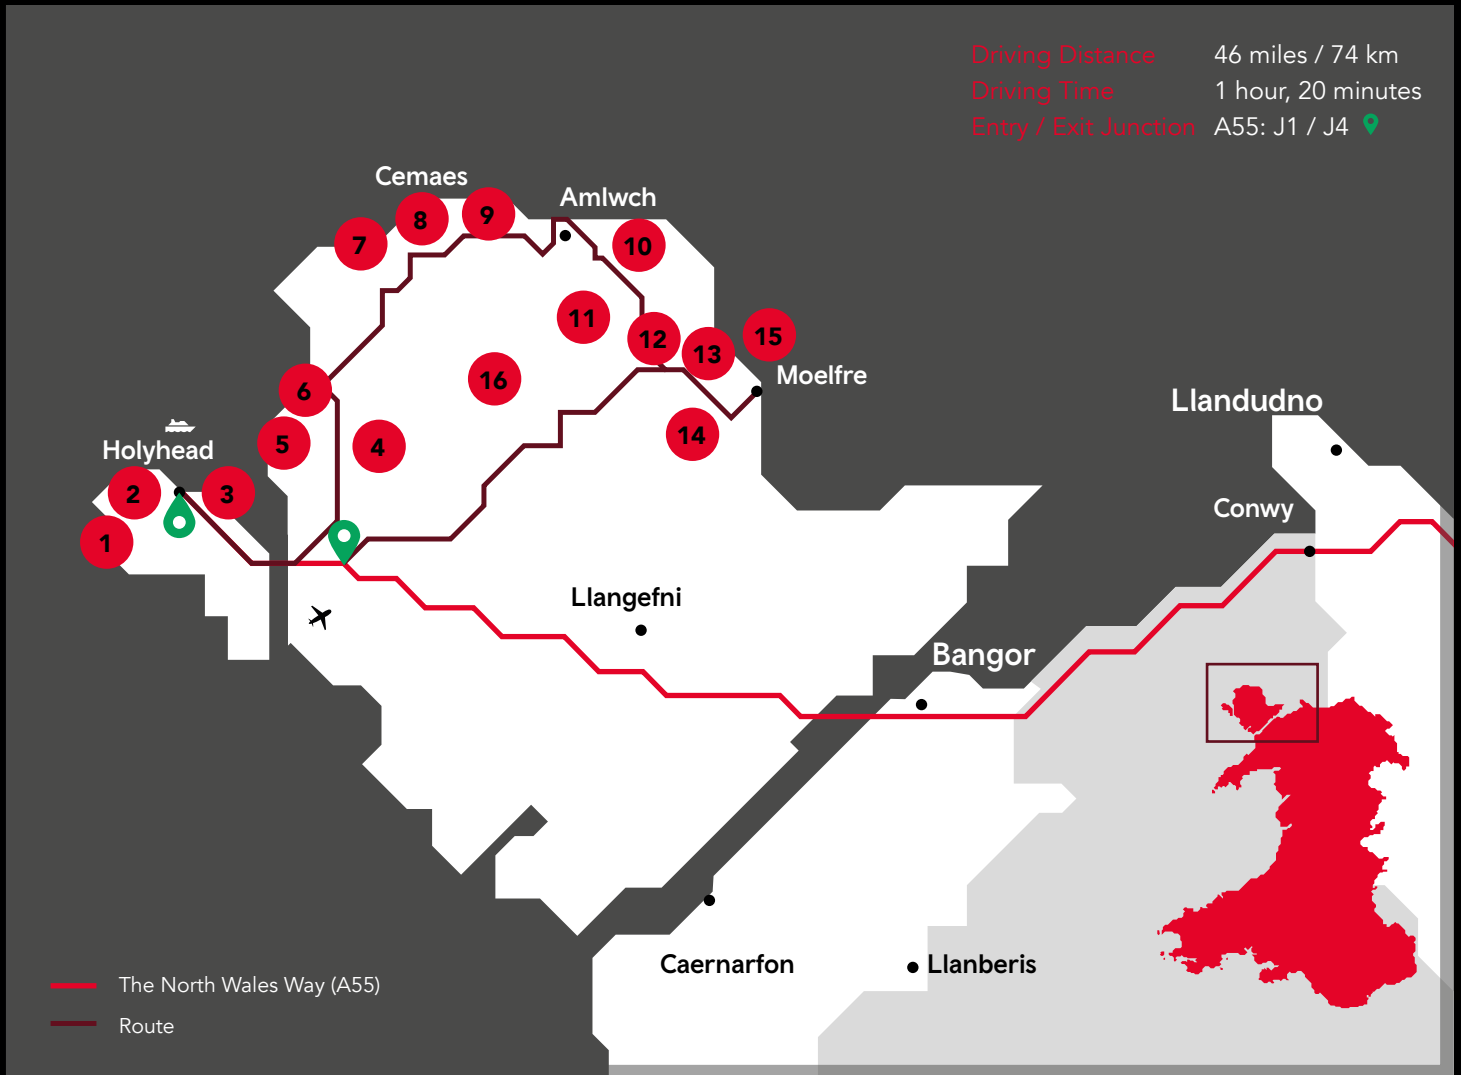 Driving Distance 46 miles / 74 km
Driving Time 1 hour, 20 minutes
Entry / Exit Junction A55: J1 / J4
Cemaes
Amlwch
8
9
7
10
11
15
12
13
Moelfre
16
6
Llandudno
14
5
4
Holyhead
2
3
Conwy
1
Llangefni
Bangor
Caernarfon
Llanberis
The North Wales Way (A55)
Route